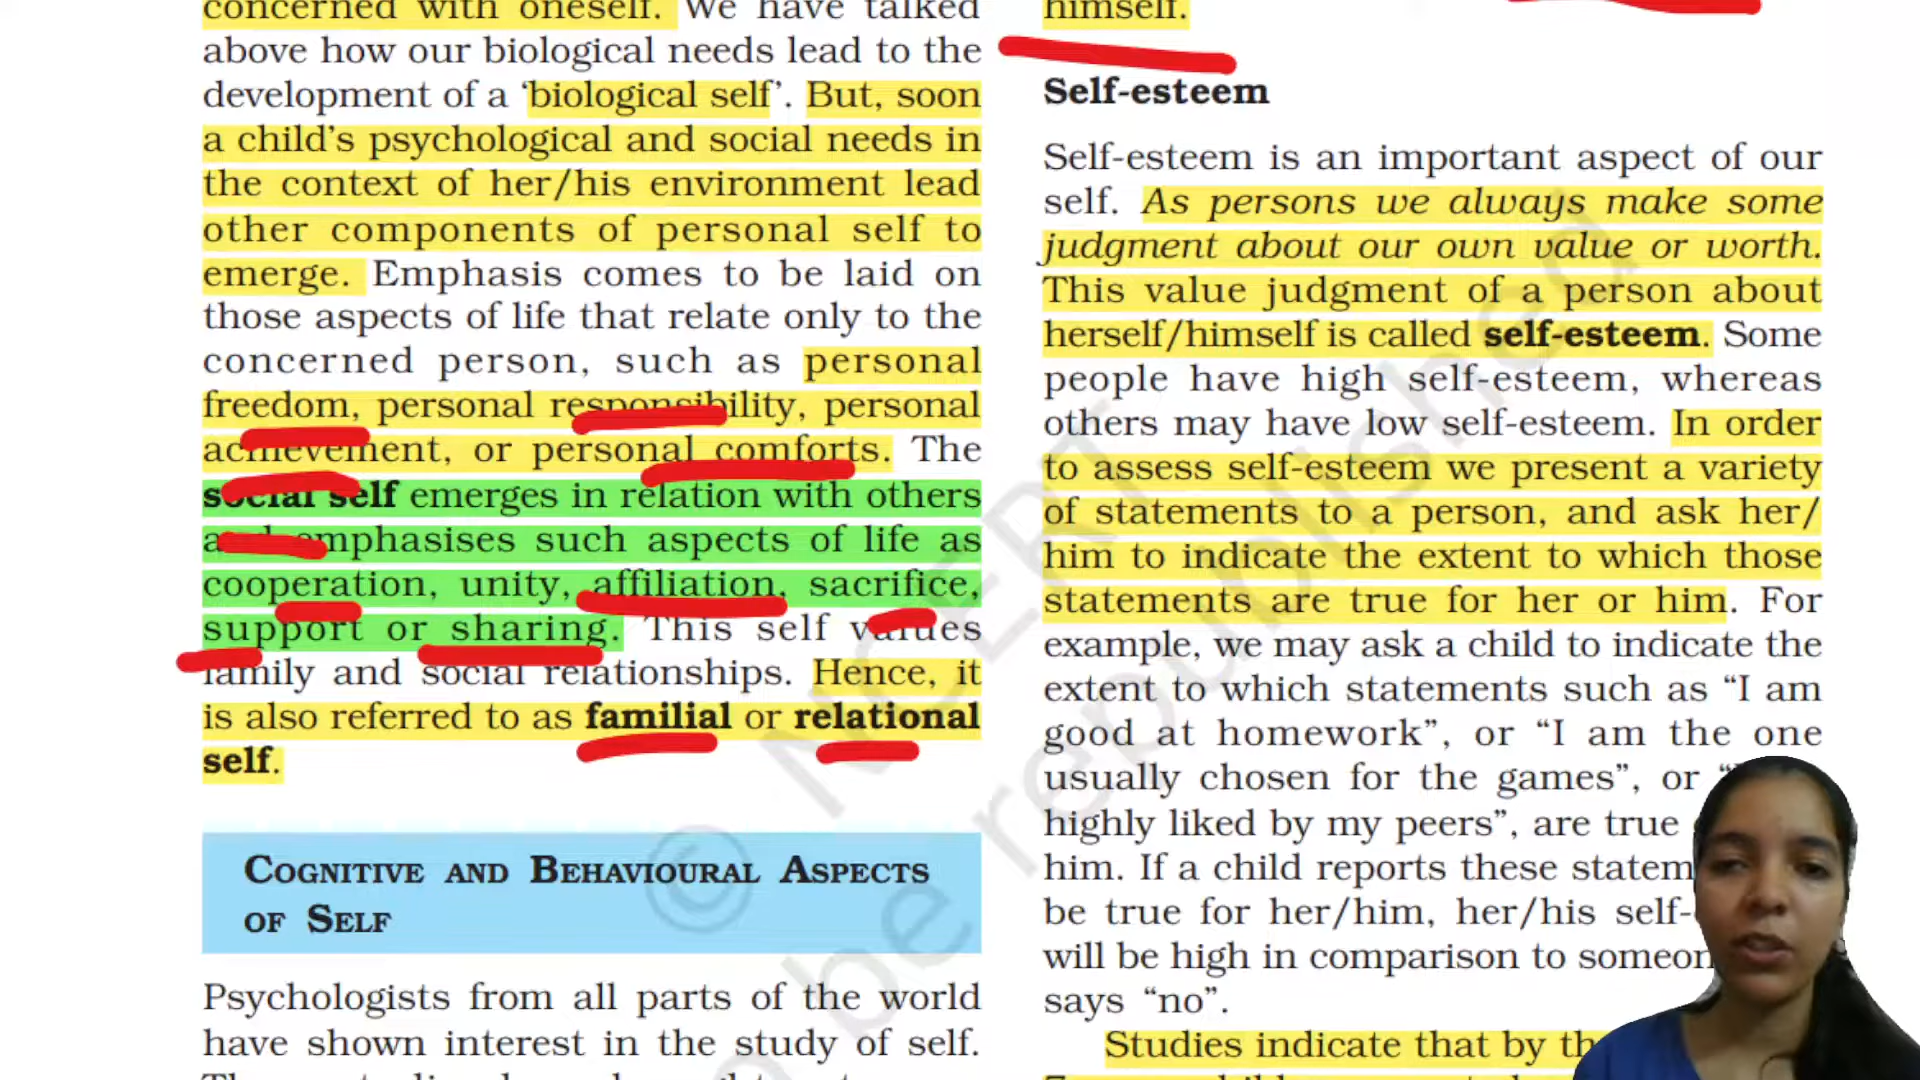 concerned with oneself. We have talked
above how our biological needs lead to the
development of a ‘biological self’. But, soon
a child’s psychological and social needs in
the context of her/his environment lead
other components of personal self to
emerge. Emphasis comes to be laid on
those aspects of life that relate only to the
concerned person, such as personal
freedom, personal responsibility, personal
achievement, or personal comforts. The
social self emerges in relation with others
and emphasises such aspects of life as
cooperation, unity, affiliation, sacrifice,
support or sharing. This self values
family and social relationships. Hence, it
is also referred to as familial or relational
self.
COGNITIVE AND BEHAVIOURAL ASPECTS
OF SELF
Psychologists from all parts of the world
have shown interest in the study of self.
himself.
Self-esteem
Self-esteem is an important aspect of our
self. As persons we always make some
judgment about our own value or worth.
This value judgment of a person about
herself/himself is called self-esteem. Some
people have high self-esteem, whereas
others may have low self-esteem. In order
to assess self-esteem we present a variety
of statements to a person, and ask her/
him to indicate the extent to which those
statements are true for her or him. For
example, we may ask a child to indicate the
extent to which statements such as “I am
good at homework”, or “I am the one
usually chosen for the games”, or
highly liked by my peers”, are true
him. If a child reports these
be true for her/him, her/his self-
will be high in comparison to
says “no”.
Studies indicate that by
© NCERT
be republished